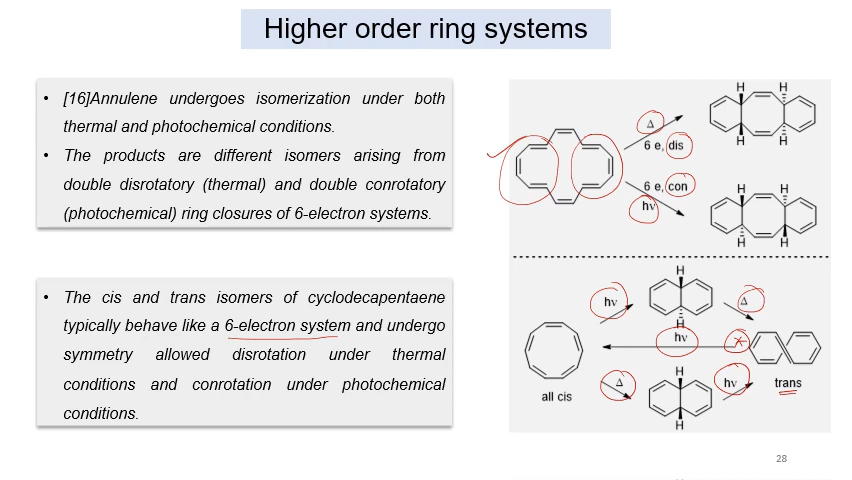 Higher order ring systems
• [16]Annulene undergoes isomerization under both
thermal and photochemical conditions.
• The products are different isomers arising from
double disrotatory (thermal) and double conrotatory
(photochemical) ring closures of 6-electron systems.
• The cis and trans isomers of cyclodecapentaene
typically behave like a 6-electron system and undergo
symmetry allowed disrotation under thermal
conditions and conrotation under photochemical
conditions.
H H
Δ
6 e, dis
H H
6 e, con
hν
H H
H H
H
hν
Δ
H
hν
all cis
H
Δ
hν
trans
H
28